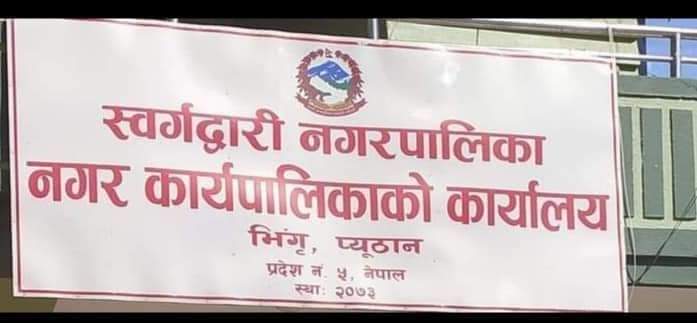 स्वर्गद्वारी नगरपालिका
नगर कार्यपालिकाको कार्यालय
भिंगृ, प्यूठान
प्रदेश नं. ५, नेपाल
स्था: २०७३